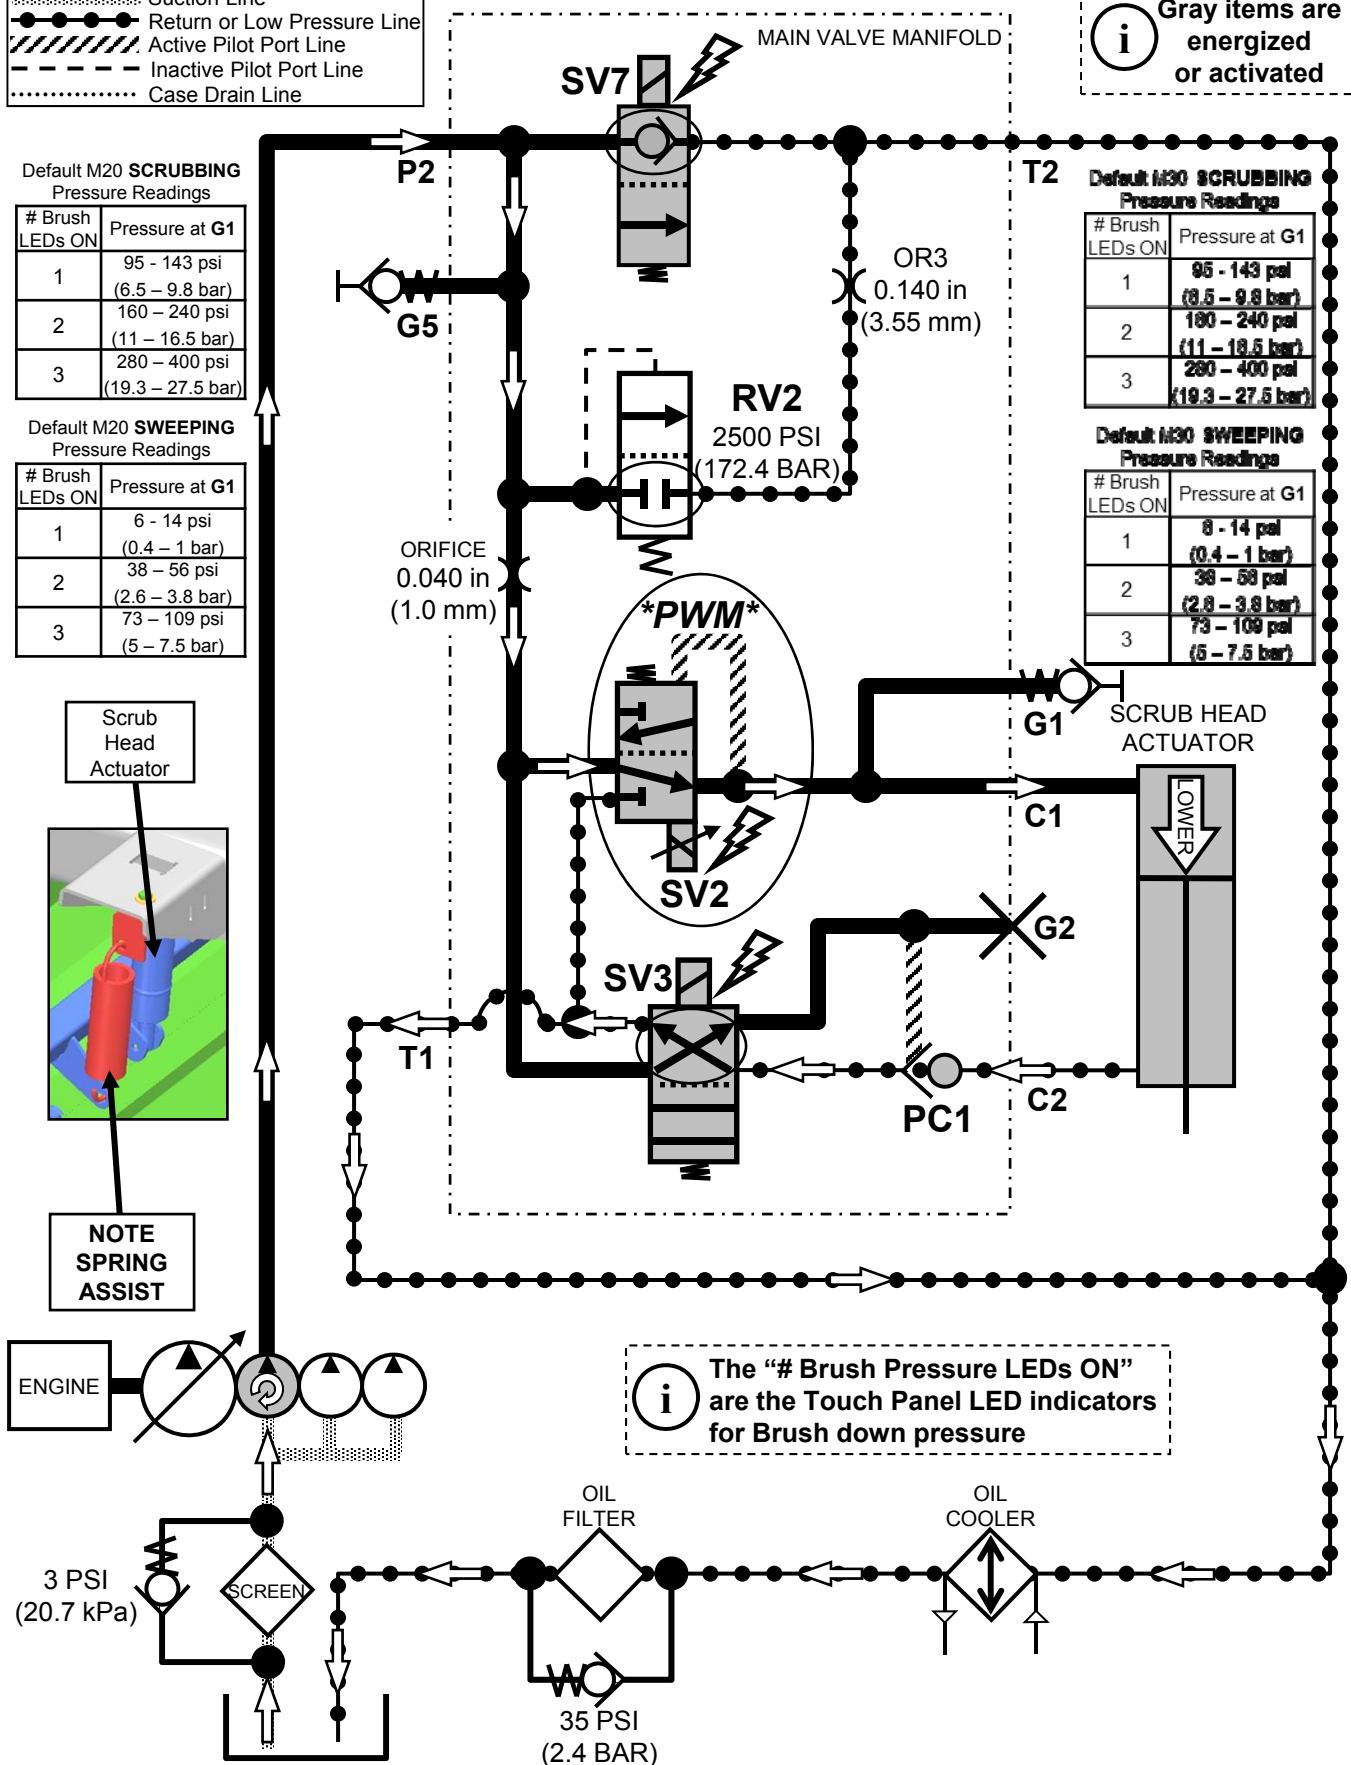 Suction Line
Return or Low Pressure Line
Active Pilot Port Line
Inactive Pilot Port Line
Case Drain Line
MAIN VALVE MANIFOLD
i
Gray items are
energized
or activated
SV7
P2
T2
Default M20 SCRUBBING
Pressure Readings
# Brush
LEDs ON
Pressure at G1
1
95 - 143 psi
(6.5 – 9.8 bar)
2
160 – 240 psi
(11 – 16.5 bar)
3
280 – 400 psi
(19.3 – 27.5 bar)
Default M20 SWEEPING
Pressure Readings
# Brush
LEDs ON
Pressure at G1
1
6 - 14 psi
(0.4 – 1 bar)
2
38 – 56 psi
(2.6 – 3.8 bar)
3
73 – 109 psi
(5 – 7.5 bar)
Default M30 SCRUBBING
Pressure Readings
# Brush
LEDs ON
Pressure at G1
1
95 - 143 psi
(6.5 – 9.8 bar)
2
160 – 240 psi
(11 – 16.5 bar)
3
280 – 400 psi
(19.3 – 27.5 bar)
Default M30 SWEEPING
Pressure Readings
# Brush
LEDs ON
Pressure at G1
1
6 - 14 psi
(0.4 – 1 bar)
2
38 – 56 psi
(2.6 – 3.8 bar)
3
73 – 109 psi
(5 – 7.5 bar)
G5
OR3
0.140 in
(3.55 mm)
RV2
2500 PSI
(172.4 BAR)
ORIFICE
0.040 in
(1.0 mm)
*PWM*
SV2
G1
SCRUB HEAD
ACTUATOR
LOWER
C1
G2
SV3
T1
PC1
C2
Scrub
Head
Actuator
NOTE
SPRING
ASSIST
ENGINE
i
The “# Brush Pressure LEDs ON”
are the Touch Panel LED indicators
for Brush down pressure
OIL
FILTER
OIL
COOLER
3 PSI
(20.7 kPa)
SCREEN
35 PSI
(2.4 BAR)